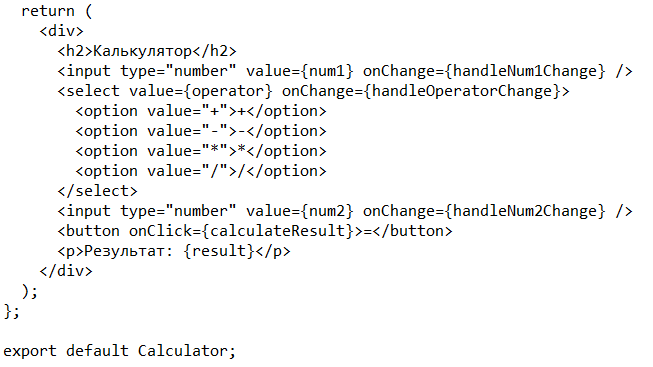 return (
<div>
<h2>Калькулятор</h2>
<input type="number" value={num1} onChange={handleNum1Change} />
<select value={operator} onChange={handleOperatorChange}>
<option value="+">+</option>
<option value="-">-</option>
<option value="*">*</option>
<option value="/">/</option>
</select>
<input type="number" value={num2} onChange={handleNum2Change} />
<button onClick={calculateResult}>=</button>
<p>Результат: {result}</p>
</div>
);
};
export default Calculator;